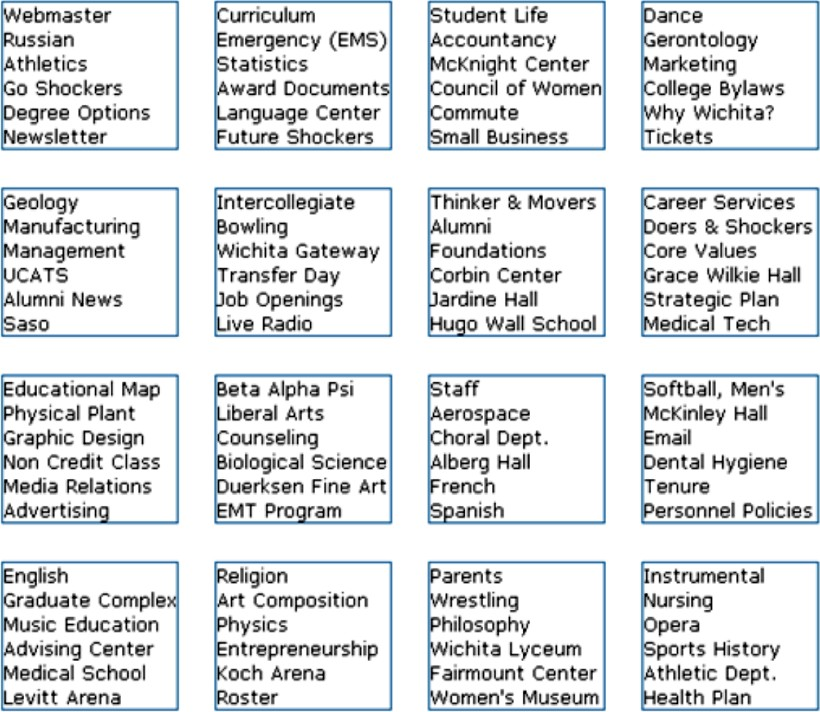 Webmaster
Russian
Athletics
Go Shockers
Degree Options
Newsletter
Curriculum
Emergency (EMS)
Statistics
Award Documents
Language Center
Future Shockers
Student Life
Accountancy
McKnight Center
Council of Women
Commute
Small Business
Dance
Gerontology
Marketing
College Bylaws
Why Wichita?
Tickets
Geology
Manufacturing
Management
UCATS
Alumni News
Saso
Intercollegiate
Bowling
Wichita Gateway
Transfer Day
Job Openings
Live Radio
Thinker & Movers
Alumni
Foundations
Corbin Center
Jardine Hall
Hugo Wall School
Career Services
Doers & Shockers
Core Values
Grace Wilkie Hall
Strategic Plan
Medical Tech
Educational Map
Physical Plant
Graphic Design
Non Credit Class
Media Relations
Advertising
Beta Alpha Psi
Liberal Arts
Counseling
Biological Science
Duerksen Fine Art
EMT Program
Staff
Aerospace
Choral Dept.
Alberg Hall
French
Spanish
Softball, Men's
McKinley Hall
Email
Dental Hygiene
Tenure
Personnel Policies
English
Graduate Complex
Music Education
Advising Center
Medical School
Levitt Arena
Religion
Art Composition
Physics
Entrepreneurship
Koch Arena
Roster
Parents
Wrestling
Philosophy
Wichita Lyceum
Fairmount Center
Women's Museum
Instrumental
Nursing
Opera
Sports History
Athletic Dept.
Health Plan